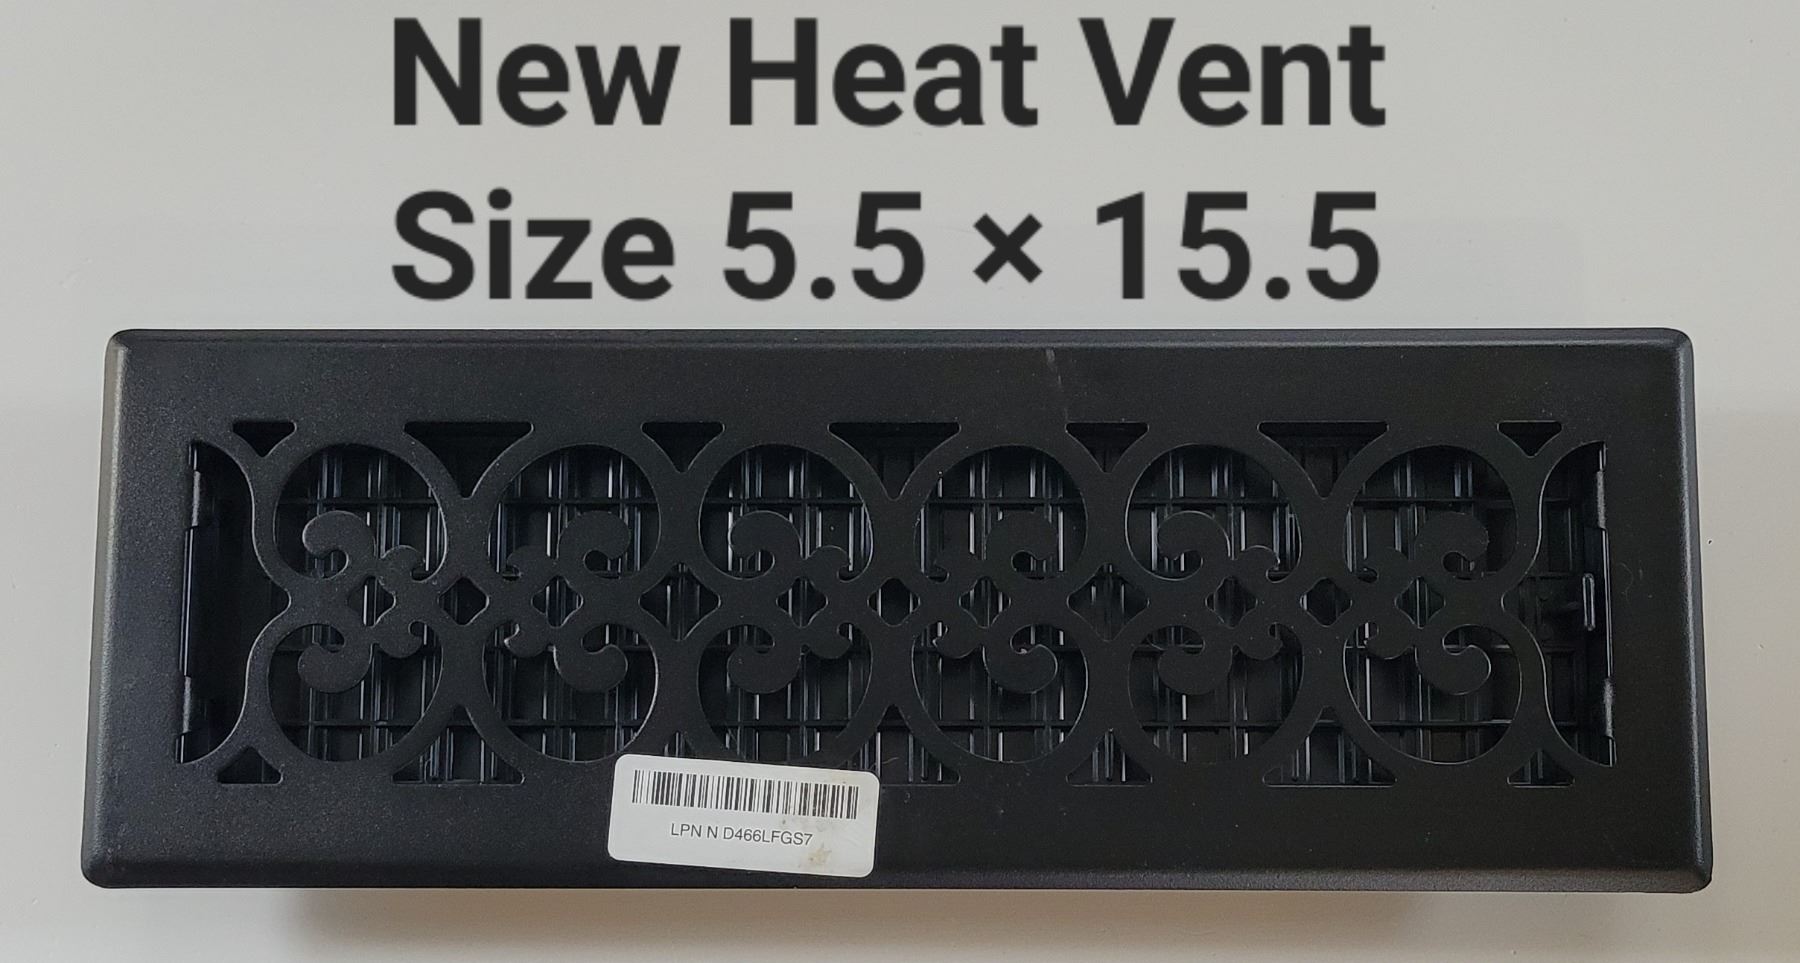 New Heat Vent
Size 5.5 × 15.5
LPN N D466LFGS7